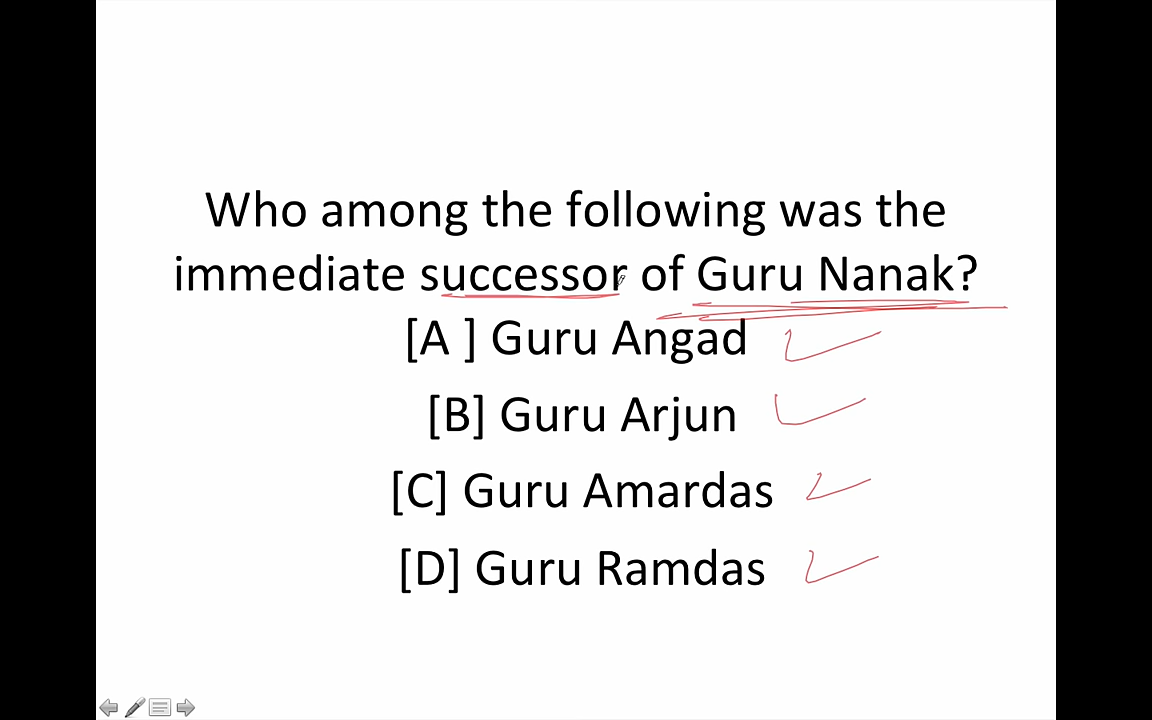 Who among the following was the
immediate successor of Guru Nanak?
[A ] Guru Angad
[B] Guru Arjun
[C] Guru Amardas
[D] Guru Ramdas